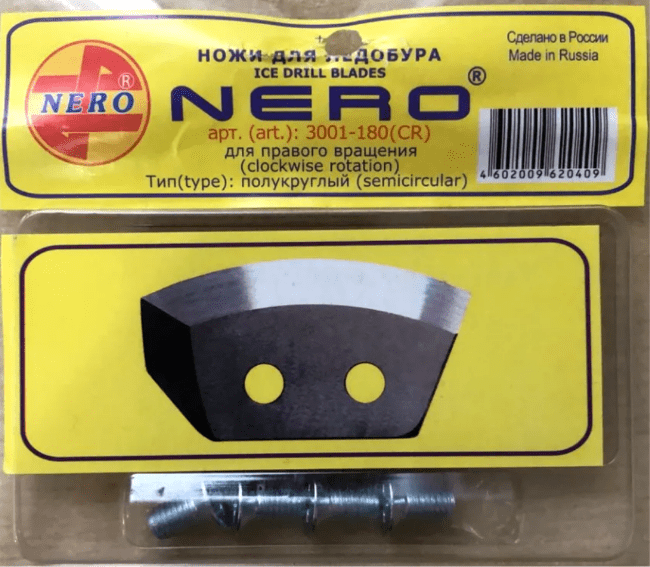 NERO®
НОЖИ ДЛЯ ЛЕДОБУРА
ICE DRILL BLADES
NERO®
арт. (art.): 3001-180(CR)
для правого вращения
(clockwise rotation)
Тип(type): полукруглый (semicircular)
Сделано в России
Made in Russia
4 602009 620409